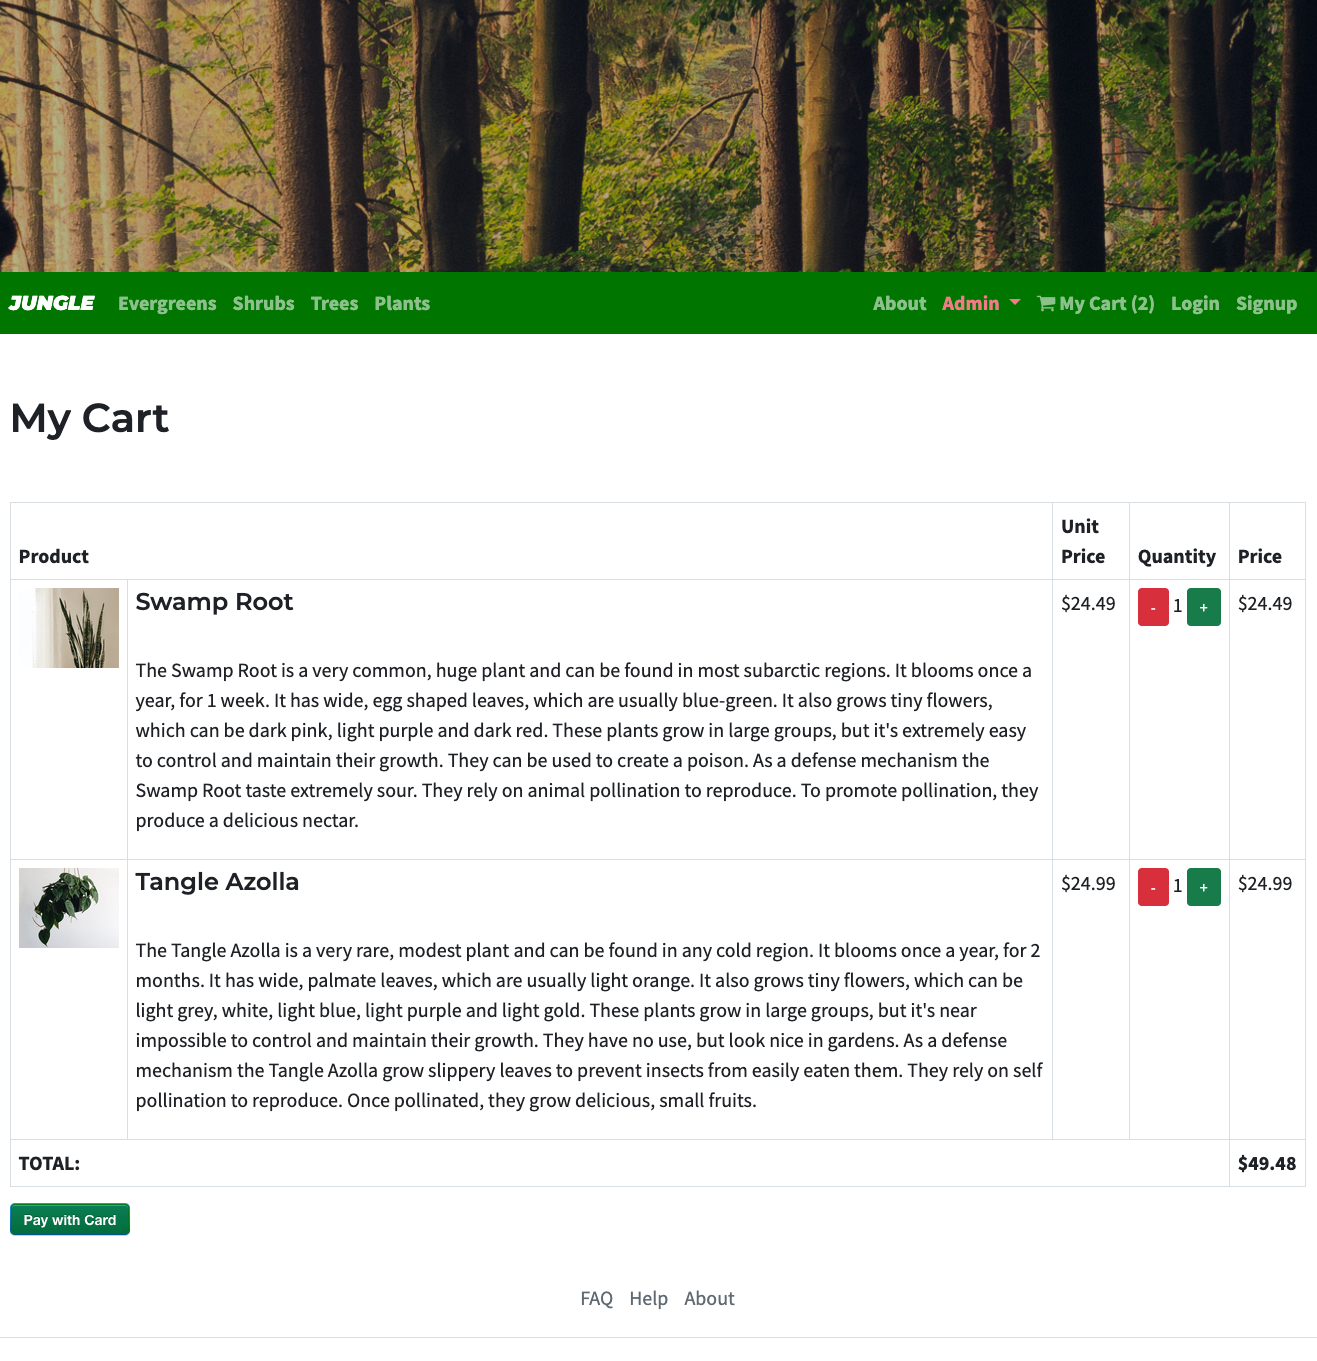 JUNGLE Evergreens Shrubs Trees Plants About Admin My Cart (2) Login Signup
My Cart
Product Unit Price Quantity Price
Swamp Root $24.49 - 1 + $24.49
The Swamp Root is a very common, huge plant and can be found in most subarctic regions. It blooms once a
year, for 1 week. It has wide, egg shaped leaves, which are usually blue-green. It also grows tiny flowers,
which can be dark pink, light purple and dark red. These plants grow in large groups, but it's extremely easy
to control and maintain their growth. They can be used to create a poison. As a defense mechanism the
Swamp Root taste extremely sour. They rely on animal pollination to reproduce. To promote pollination, they
produce a delicious nectar.
Tangle Azolla $24.99 - 1 + $24.99
The Tangle Azolla is a very rare, modest plant and can be found in any cold region. It blooms once a year, for 2
months. It has wide, palmate leaves, which are usually light orange. It also grows tiny flowers, which can be
light grey, white, light blue, light purple and light gold. These plants grow in large groups, but it's near
impossible to control and maintain their growth. They have no use, but look nice in gardens. As a defense
mechanism the Tangle Azolla grow slippery leaves to prevent insects from easily eaten them. They rely on self
pollination to reproduce. Once pollinated, they grow delicious, small fruits.
TOTAL: $49.48
Pay with Card
FAQ Help About